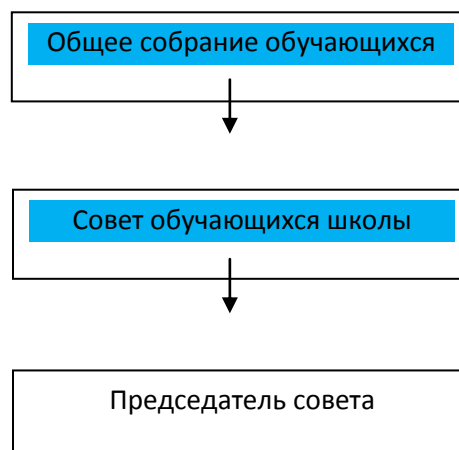 Общее собрание обучающихся
Совет обучающихся школы
Председатель совета